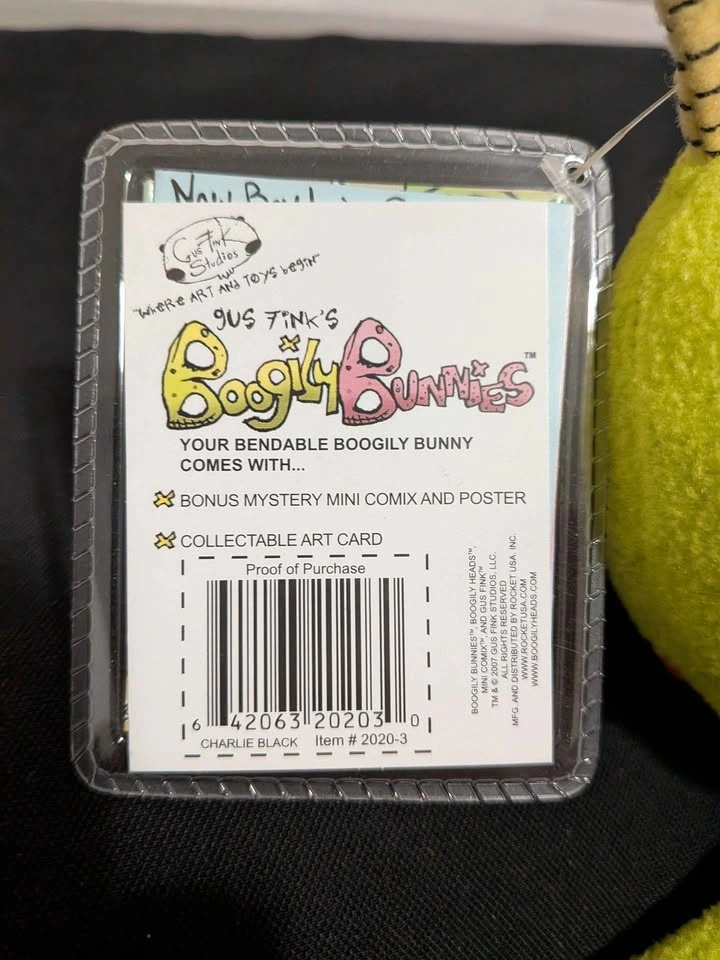 GUS FINK
Studios
"WHERE ART AND TOYS begin"
gUS FiNK'S
BoogilY BUNNiES™
YOUR BENDABLE BOOGILY BUNNY
COMES WITH...
BONUS MYSTERY MINI COMIX AND POSTER
COLLECTABLE ART CARD
Proof of Purchase
6 42063 20203 0
CHARLIE BLACK Item # 2020-3
BOOGILY BUNNIES™, BOOGILY HEADS™,
MINI COMIX™, AND GUS FINK™
TM & © 2007 GUS FINK STUDIOS, LLC.
ALL RIGHTS RESERVED
MFG. AND DISTRIBUTED BY ROCKET USA, INC.
WWW.ROCKETUSA.COM
WWW.BOOGILYHEADS.COM